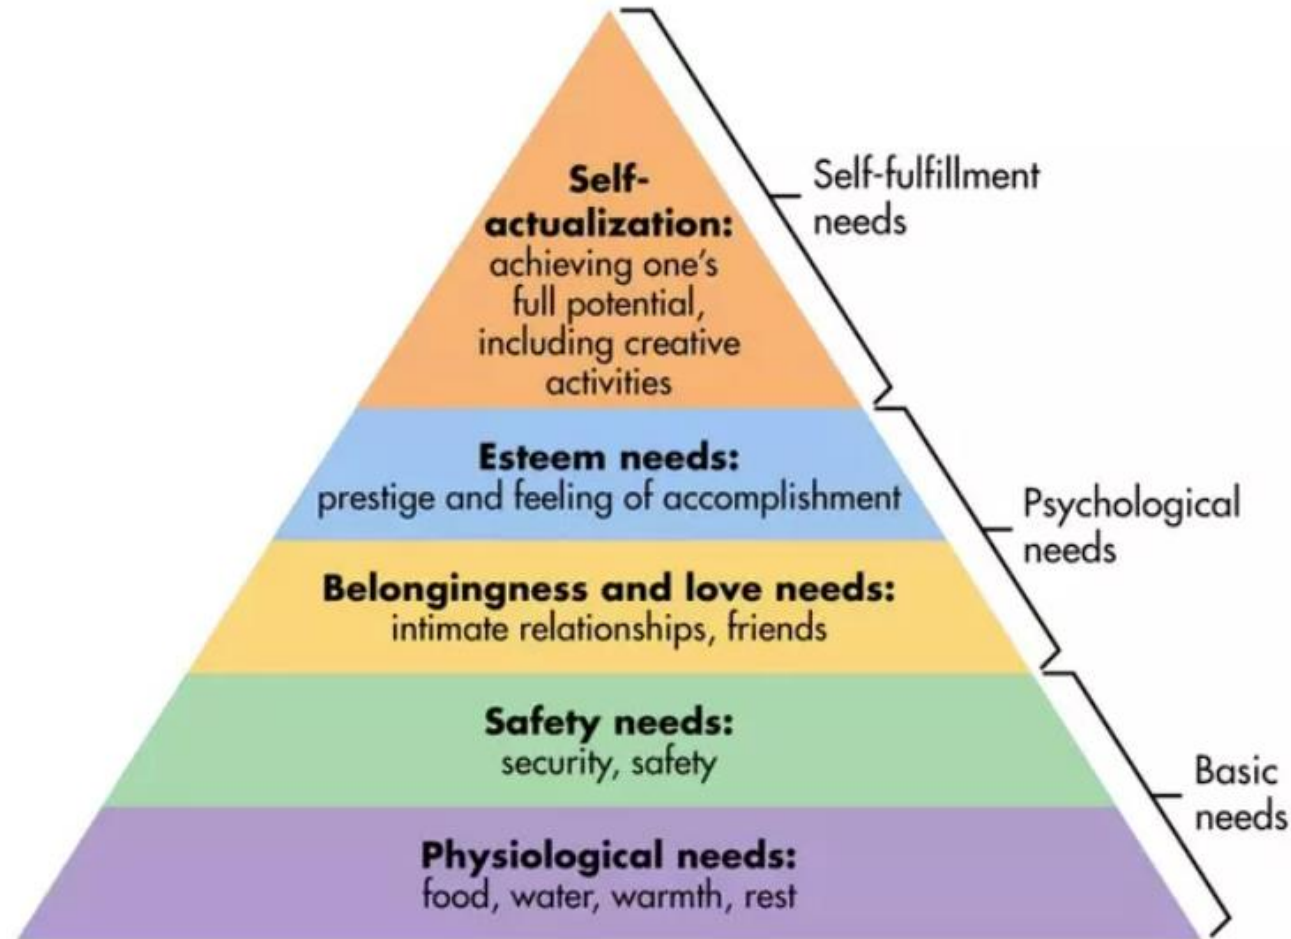 Self-
actualization:
achieving one's
full potential,
including creative
activities
Self-fulfillment
needs
Esteem needs:
prestige and feeling of accomplishment
Belongingness and love needs:
intimate relationships, friends
Psychological
needs
Safety needs:
security, safety
Physiological needs:
food, water, warmth, rest
Basic
needs